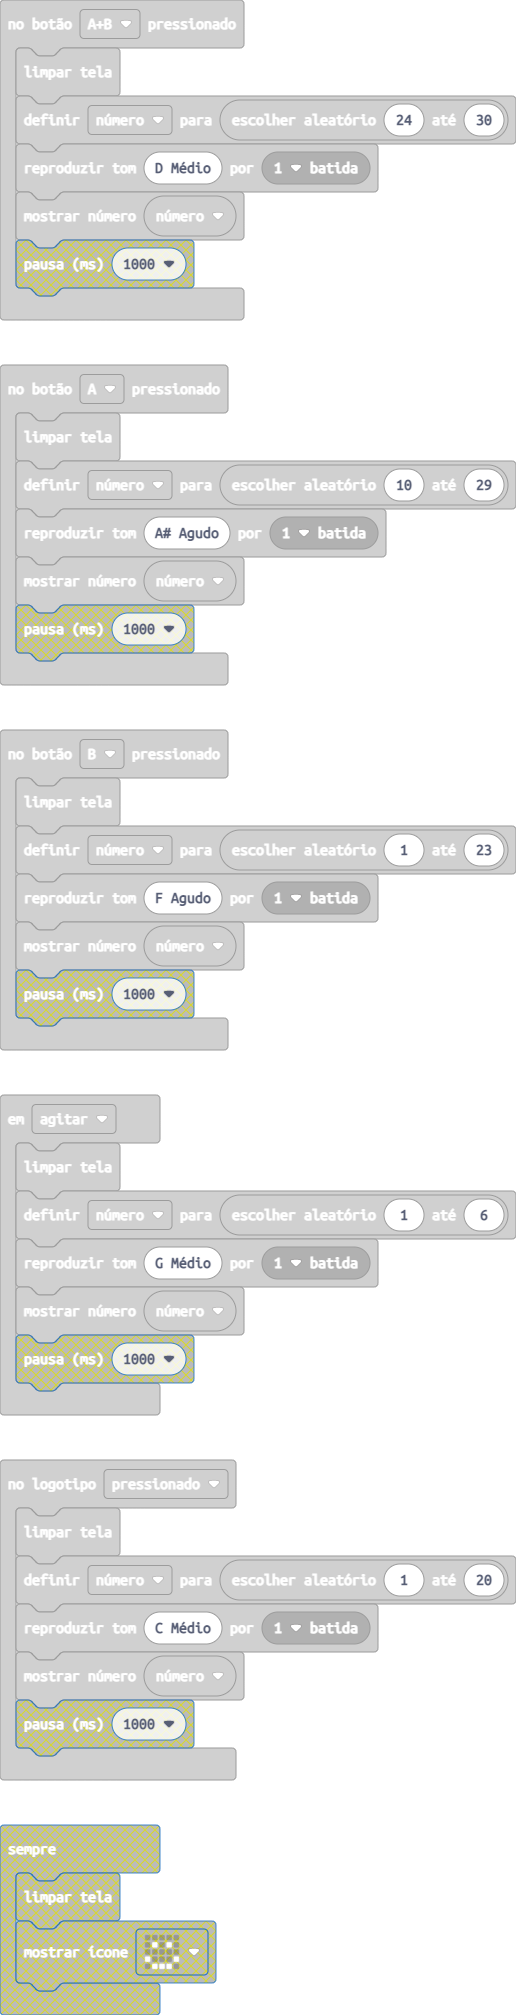 no botão A+B pressionado
limpar tela
definir número para escolher aleatório 24 até 30
reproduzir tom D Médio por 1 batida
mostrar número número
pausa (ms) 1000
no botão A pressionado
limpar tela
definir número para escolher aleatório 10 até 29
reproduzir tom A# Agudo por 1 batida
mostrar número número
pausa (ms) 1000
no botão B pressionado
limpar tela
definir número para escolher aleatório 1 até 23
reproduzir tom F Agudo por 1 batida
mostrar número número
pausa (ms) 1000
em agitar
limpar tela
definir número para escolher aleatório 1 até 6
reproduzir tom G Médio por 1 batida
mostrar número número
pausa (ms) 1000
no logotipo pressionado
limpar tela
definir número para escolher aleatório 1 até 20
reproduzir tom C Médio por 1 batida
mostrar número número
pausa (ms) 1000
sempre
limpar tela
mostrar icone